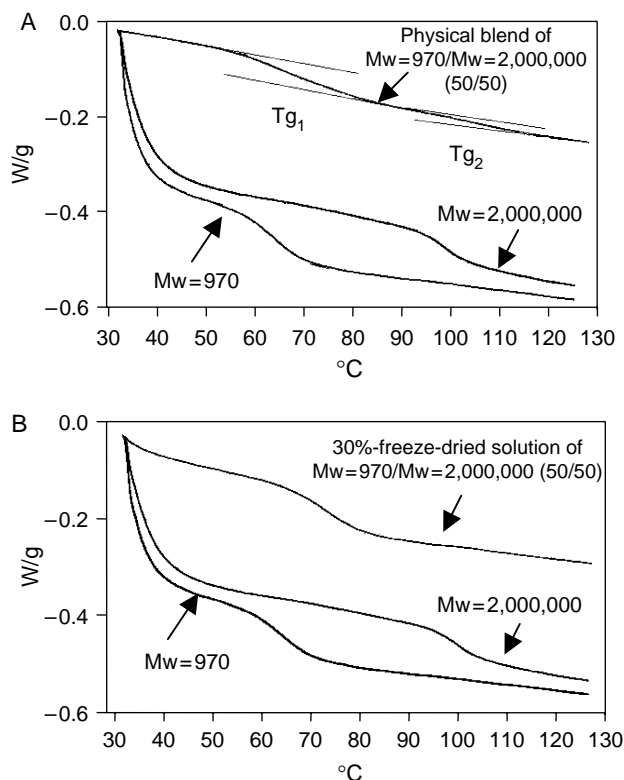 A
0.0
−0.2
−0.4
−0.6
W/g
Physical blend of
Mw=970/Mw=2,000,000
(50/50)
Tg1
Tg2
Mw=2,000,000
Mw=970
30 40 50 60 70 80 90 100 110 120 130
°C
B
0.0
−0.2
−0.4
−0.6
W/g
30%-freeze-dried solution of
Mw=970/Mw=2,000,000 (50/50)
Mw=2,000,000
Mw=970
30 40 50 60 70 80 90 100 110 120 130
°C